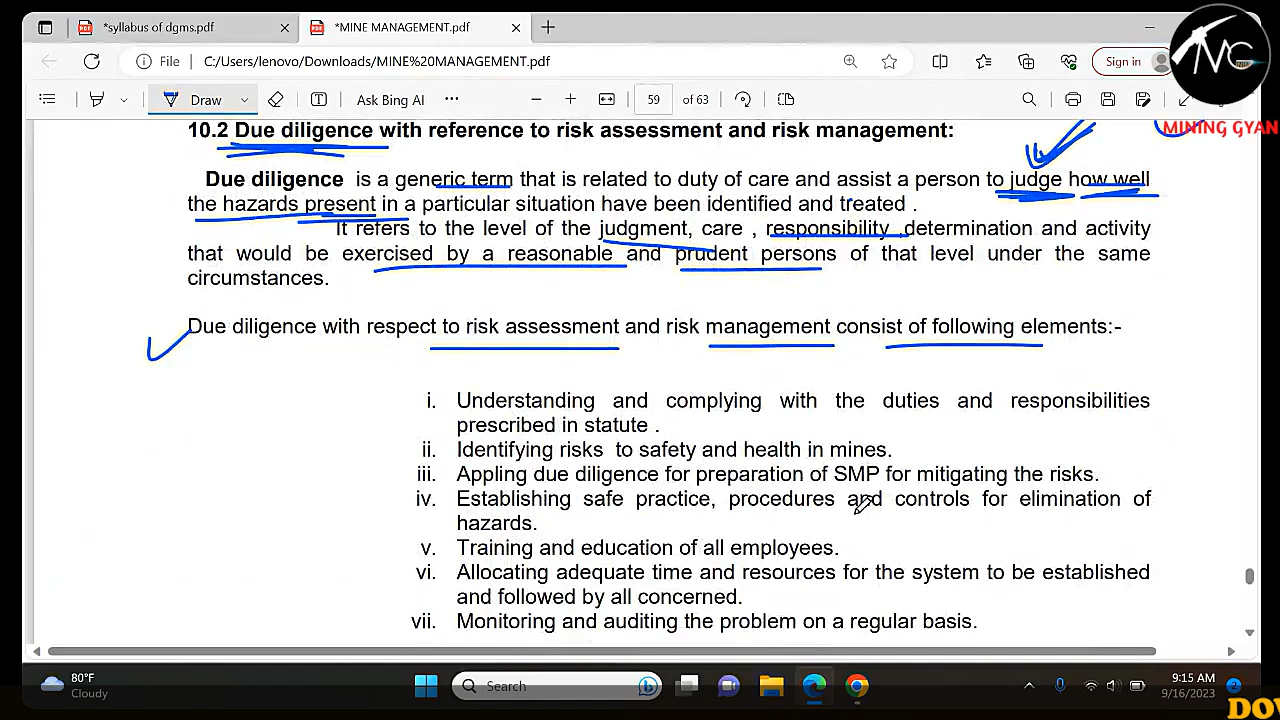 *syllabus of dgms.pdf
*MINE MANAGEMENT.pdf
File C:/Users/lenovo/Downloads/MINE%20MANAGEMENT.pdf
Sign in
MVG
Draw
Ask Bing AI
59 of 63
MINING GYAN
10.2 Due diligence with reference to risk assessment and risk management:
Due diligence is a generic term that is related to duty of care and assist a person to judge how well
the hazards present in a particular situation have been identified and treated .
It refers to the level of the judgment, care , responsibility ,determination and activity
that would be exercised by a reasonable and prudent persons of that level under the same
circumstances.
Due diligence with respect to risk assessment and risk management consist of following elements:-
i. Understanding and complying with the duties and responsibilities
prescribed in statute .
ii. Identifying risks to safety and health in mines.
iii. Appling due diligence for preparation of SMP for mitigating the risks.
iv. Establishing safe practice, procedures and controls for elimination of
hazards.
v. Training and education of all employees.
vi. Allocating adequate time and resources for the system to be established
and followed by all concerned.
vii. Monitoring and auditing the problem on a regular basis.
80°F
Cloudy
Search
9:15 AM
9/16/2023
2